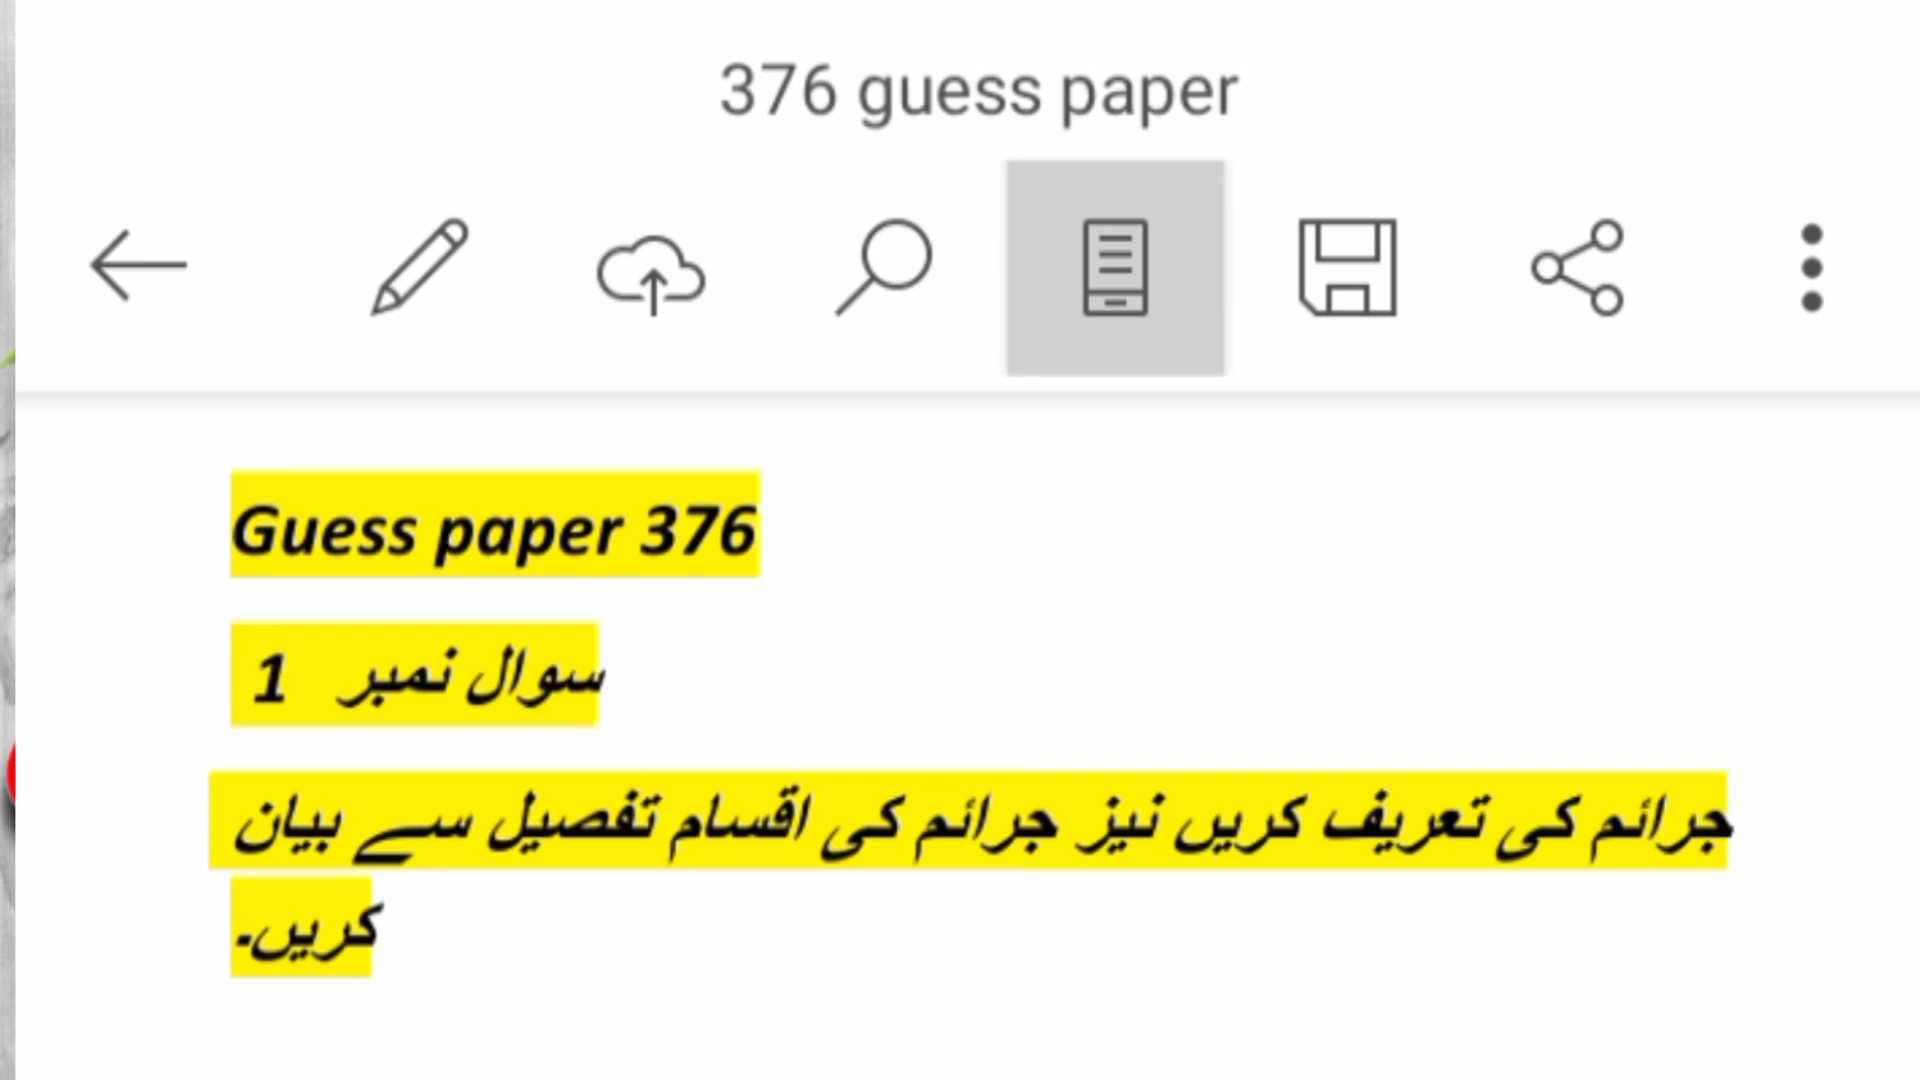 376 guess paper
Guess paper 376
سوال نمبر 1
جرائم کی تعریف کریں نیز جرائم کی اقسام تفصیل سے بیان
کریں۔